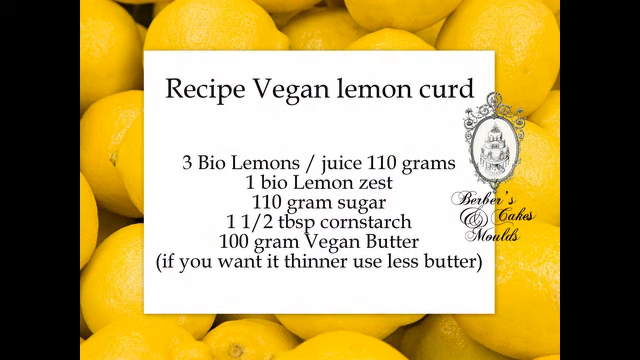 Recipe Vegan lemon curd
3 Bio Lemons / juice 110 grams
1 bio Lemon zest
110 gram sugar
1 1/2 tbsp cornstarch
100 gram Vegan Butter
(if you want it thinner use less butter)
Berber's
& Cakes
Moulds